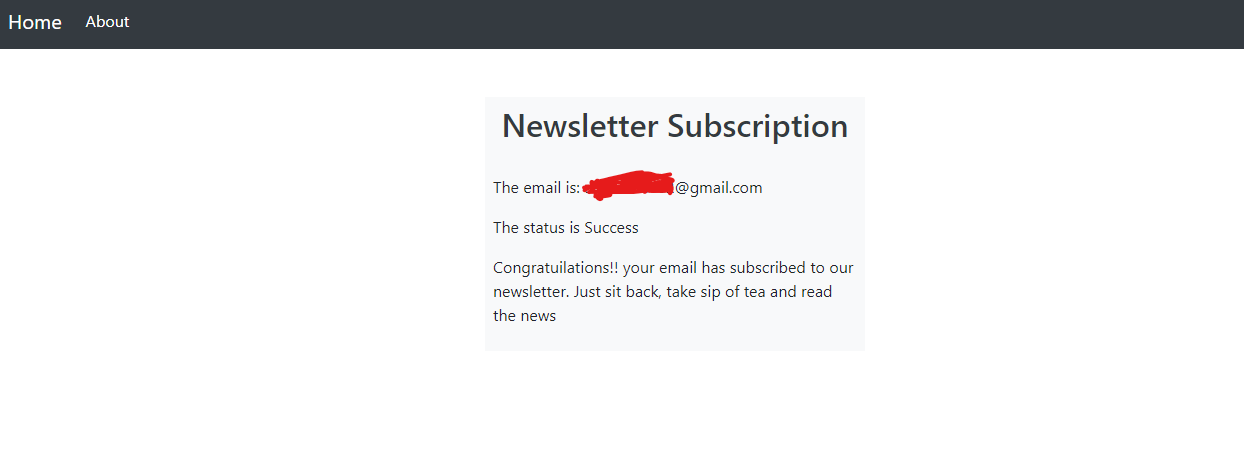 Home About
Newsletter Subscription
The email is: @gmail.com
The status is Success
Congratuilations!! your email has subscribed to our
newsletter. Just sit back, take sip of tea and read
the news